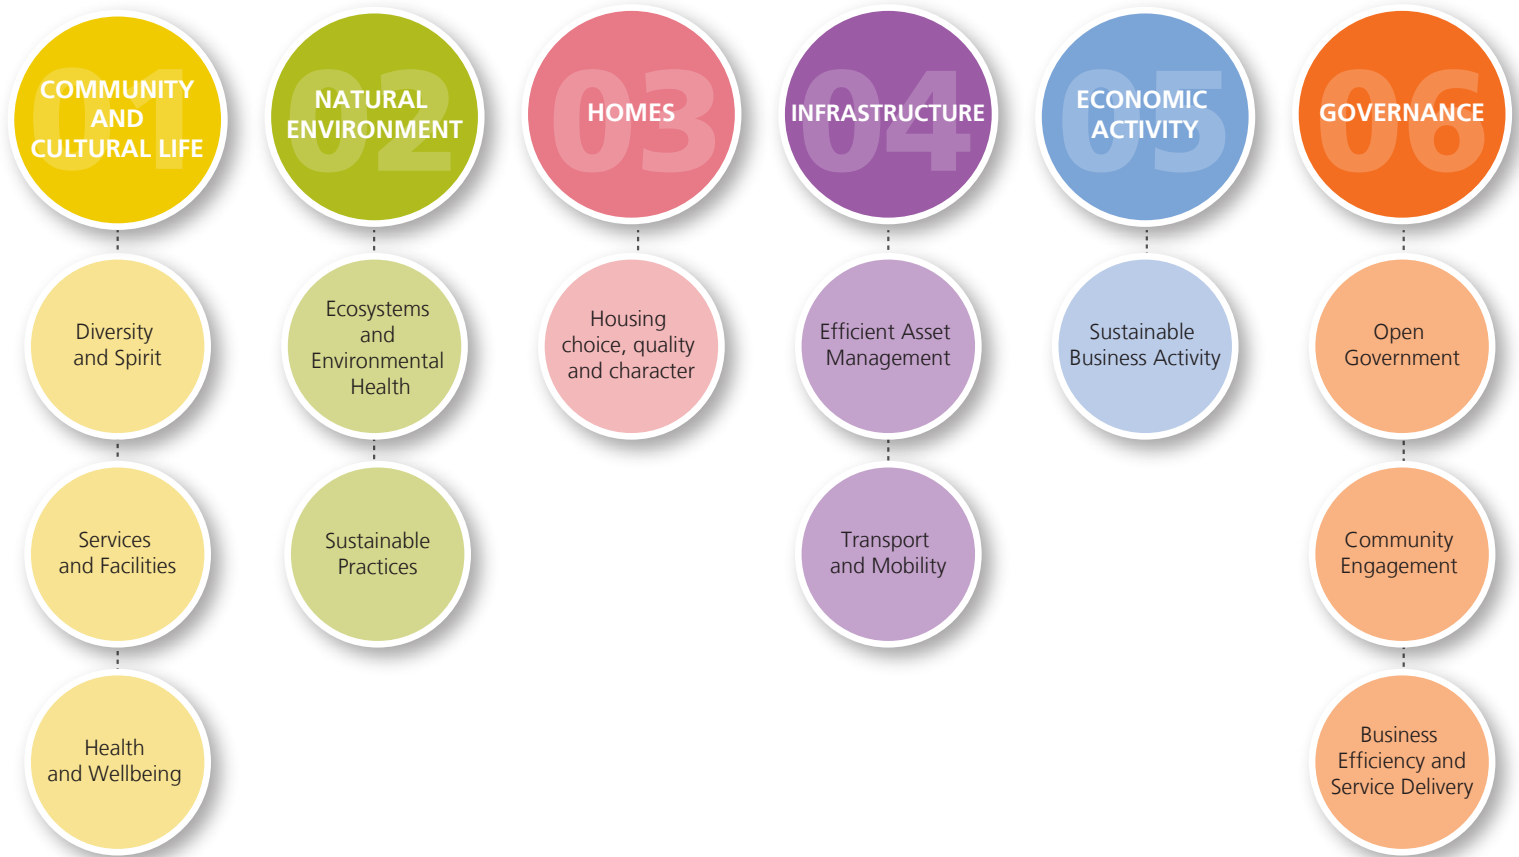 01
COMMUNITY
AND
CULTURAL LIFE
Diversity
and Spirit
Services
and Facilities
Health
and Wellbeing
02
NATURAL
ENVIRONMENT
Ecosystems
and
Environmental
Health
Sustainable
Practices
03
HOMES
Housing
choice, quality
and character
04
INFRASTRUCTURE
Efficient Asset
Management
Transport
and Mobility
05
ECONOMIC
ACTIVITY
Sustainable
Business Activity
06
GOVERNANCE
Open
Government
Community
Engagement
Business
Efficiency and
Service Delivery